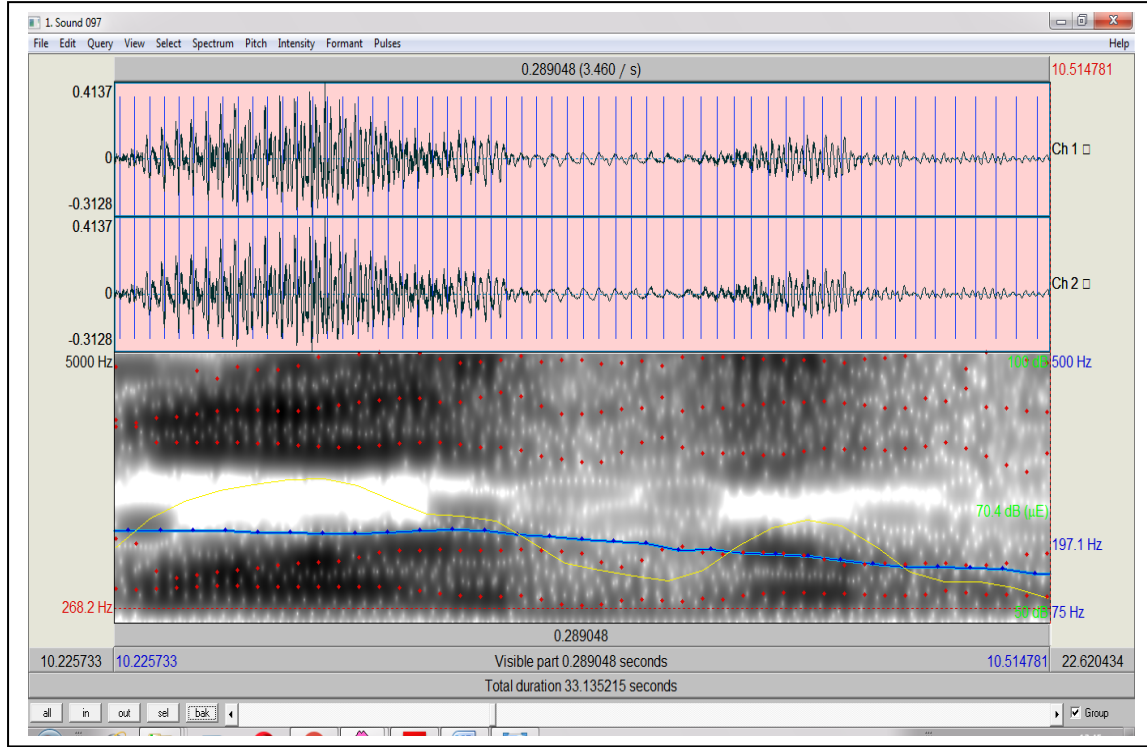 1. Sound 097
File Edit Query View Select Spectrum Pitch Intensity Formant Pulses Help
0.289048 (3.460 / s)
10.514781
0.4137
0
-0.3128
Ch 1
0.4137
0
-0.3128
Ch 2
5000 Hz
100 dB
500 Hz
70.4 dB (µE)
197.1 Hz
268.2 Hz
50 dB
75 Hz
0.289048
10.225733 10.225733 Visible part 0.289048 seconds 10.514781 22.620434
Total duration 33.135215 seconds
all in out sel bak Group